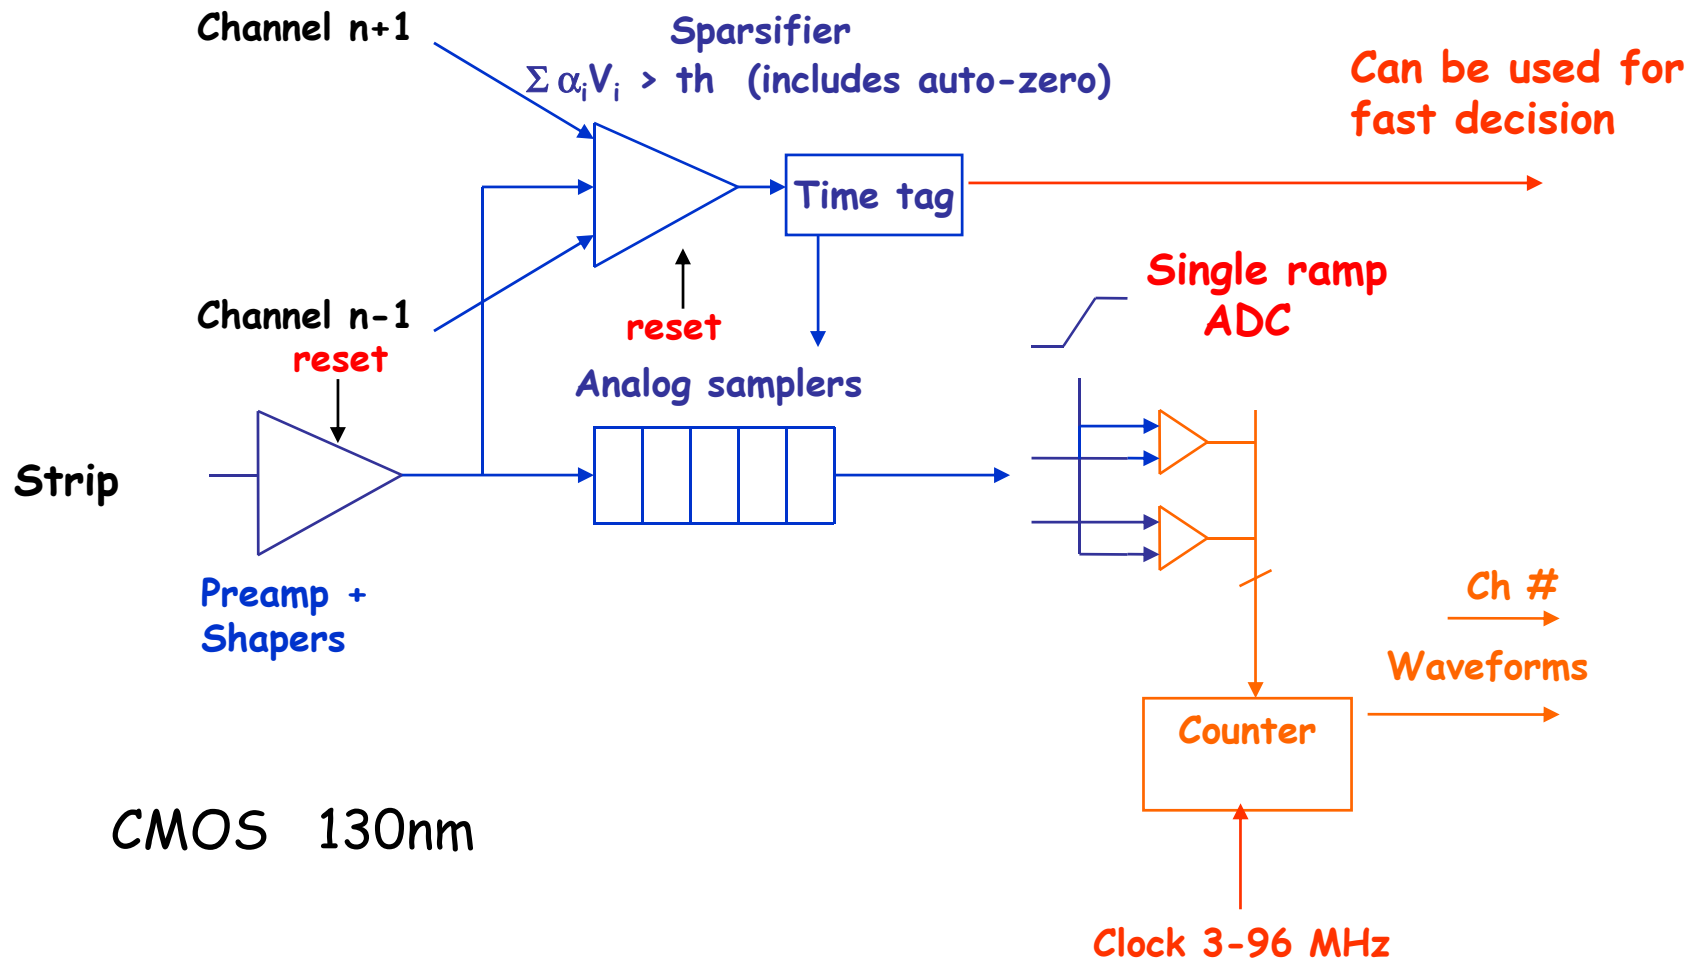 Channel n+1
Sparsifier
Σ αᵢVᵢ > th (includes auto-zero)
Can be used for
fast decision
Time tag
Channel n-1
reset
reset
Single ramp
ADC
Analog samplers
Strip
Preamp +
Shapers
Ch #
Waveforms
Counter
CMOS 130nm
Clock 3-96 MHz